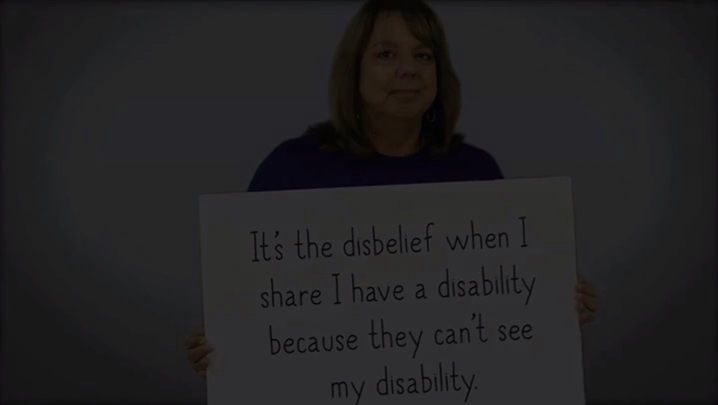 It's the disbelief when I
share I have a disability
because they can't see
my disability.